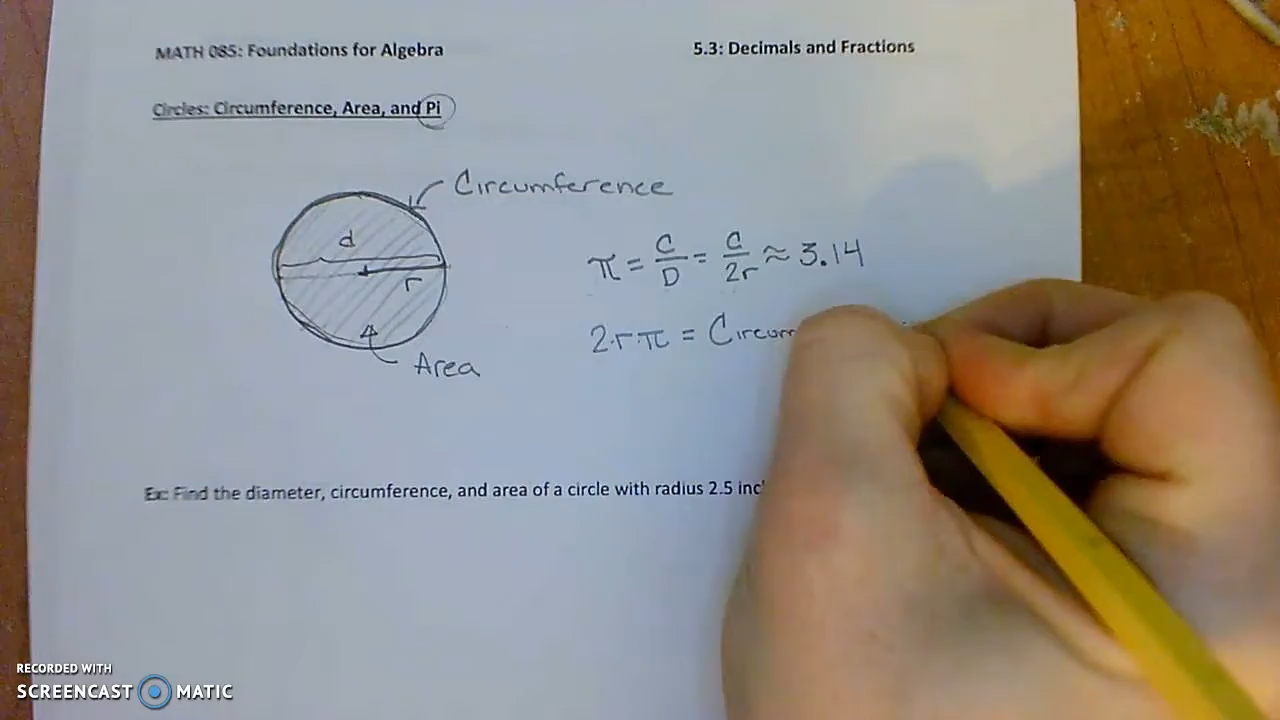 MATH 085: Foundations for Algebra 5.3: Decimals and Fractions
Circles: Circumference, Area, and Pi
Circumference
d
r
Area
π = C/D = C/2r ≈ 3.14
2·r·π =
Ex: Find the diameter, circumference, and area of a circle with radius 2.5
RECORDED WITH
SCREENCAST MATIC